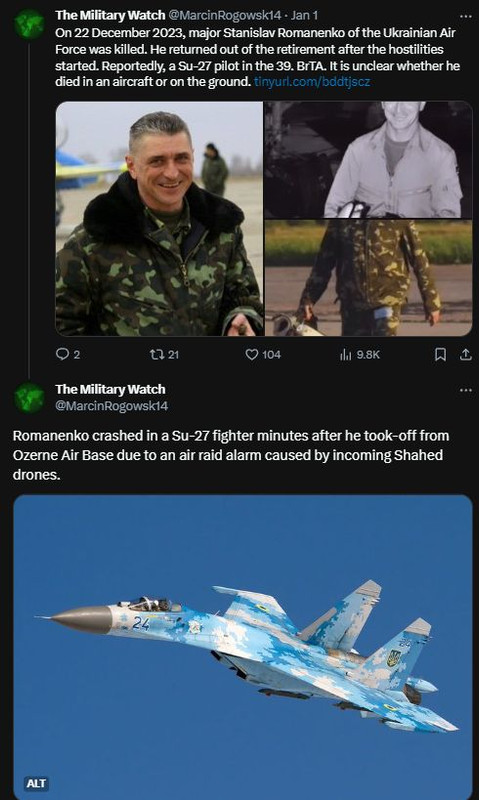 The Military Watch @MarcinRogowsk14 · Jan 1
On 22 December 2023, major Stanislav Romanenko of the Ukrainian Air
Force was killed. He returned out of the retirement after the hostilities
started. Reportedly, a Su-27 pilot in the 39. BrTA. It is unclear whether he
died in an aircraft or on the ground. tinyurl.com/bddtjscz
2 21 104 9.8K
The Military Watch
@MarcinRogowsk14
Romanenko crashed in a Su-27 fighter minutes after he took-off from
Ozerne Air Base due to an air raid alarm caused by incoming Shahed
drones.
24
24
ALT